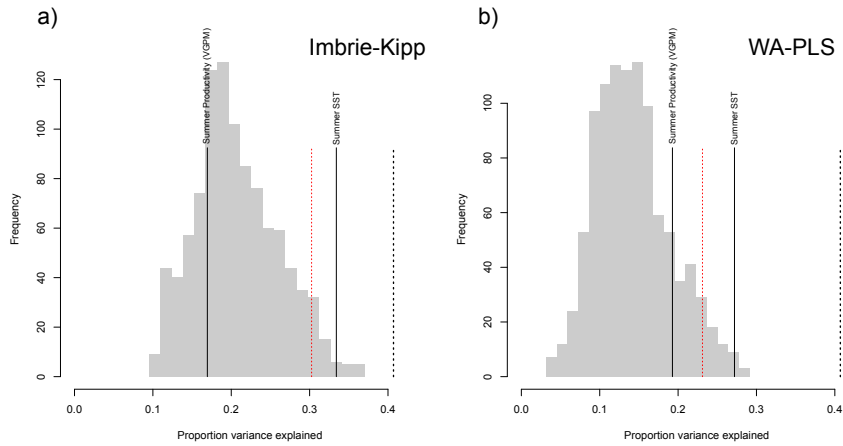 a)
Imbrie-Kipp
Summer Productivity (VGPM)
Summer SST
Frequency
120
100
80
60
40
20
0
0.0 0.1 0.2 0.3 0.4
Proportion variance explained
b)
WA-PLS
Summer Productivity (VGPM)
Summer SST
Frequency
100
80
60
40
20
0
0.0 0.1 0.2 0.3 0.4
Proportion variance explained